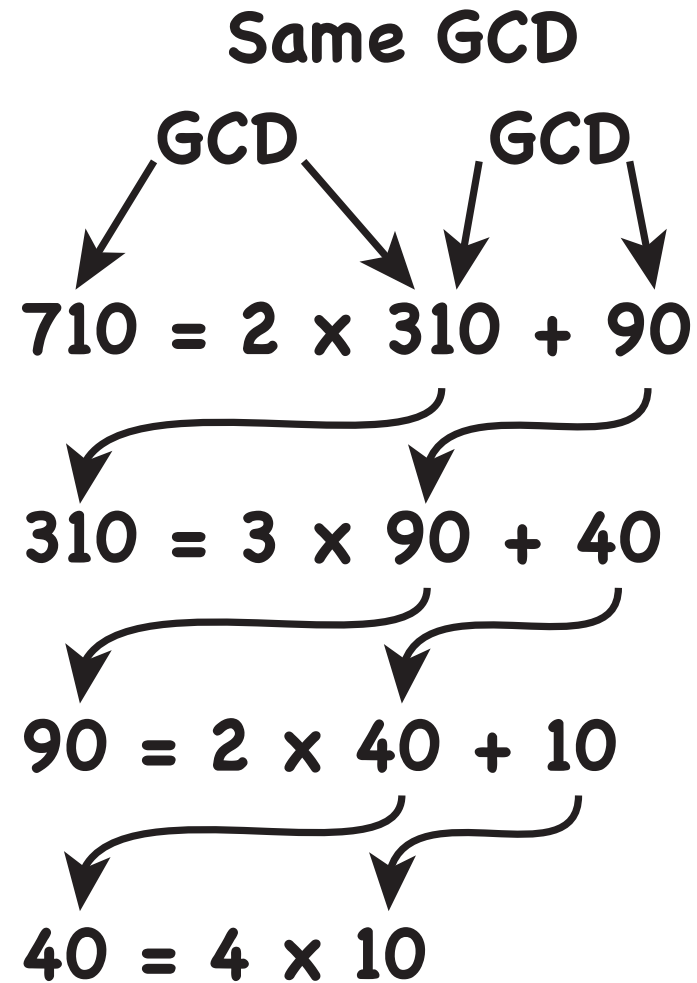 Same GCD
GCD GCD
710 = 2 x 310 + 90
310 = 3 x 90 + 40
90 = 2 x 40 + 10
40 = 4 x 10